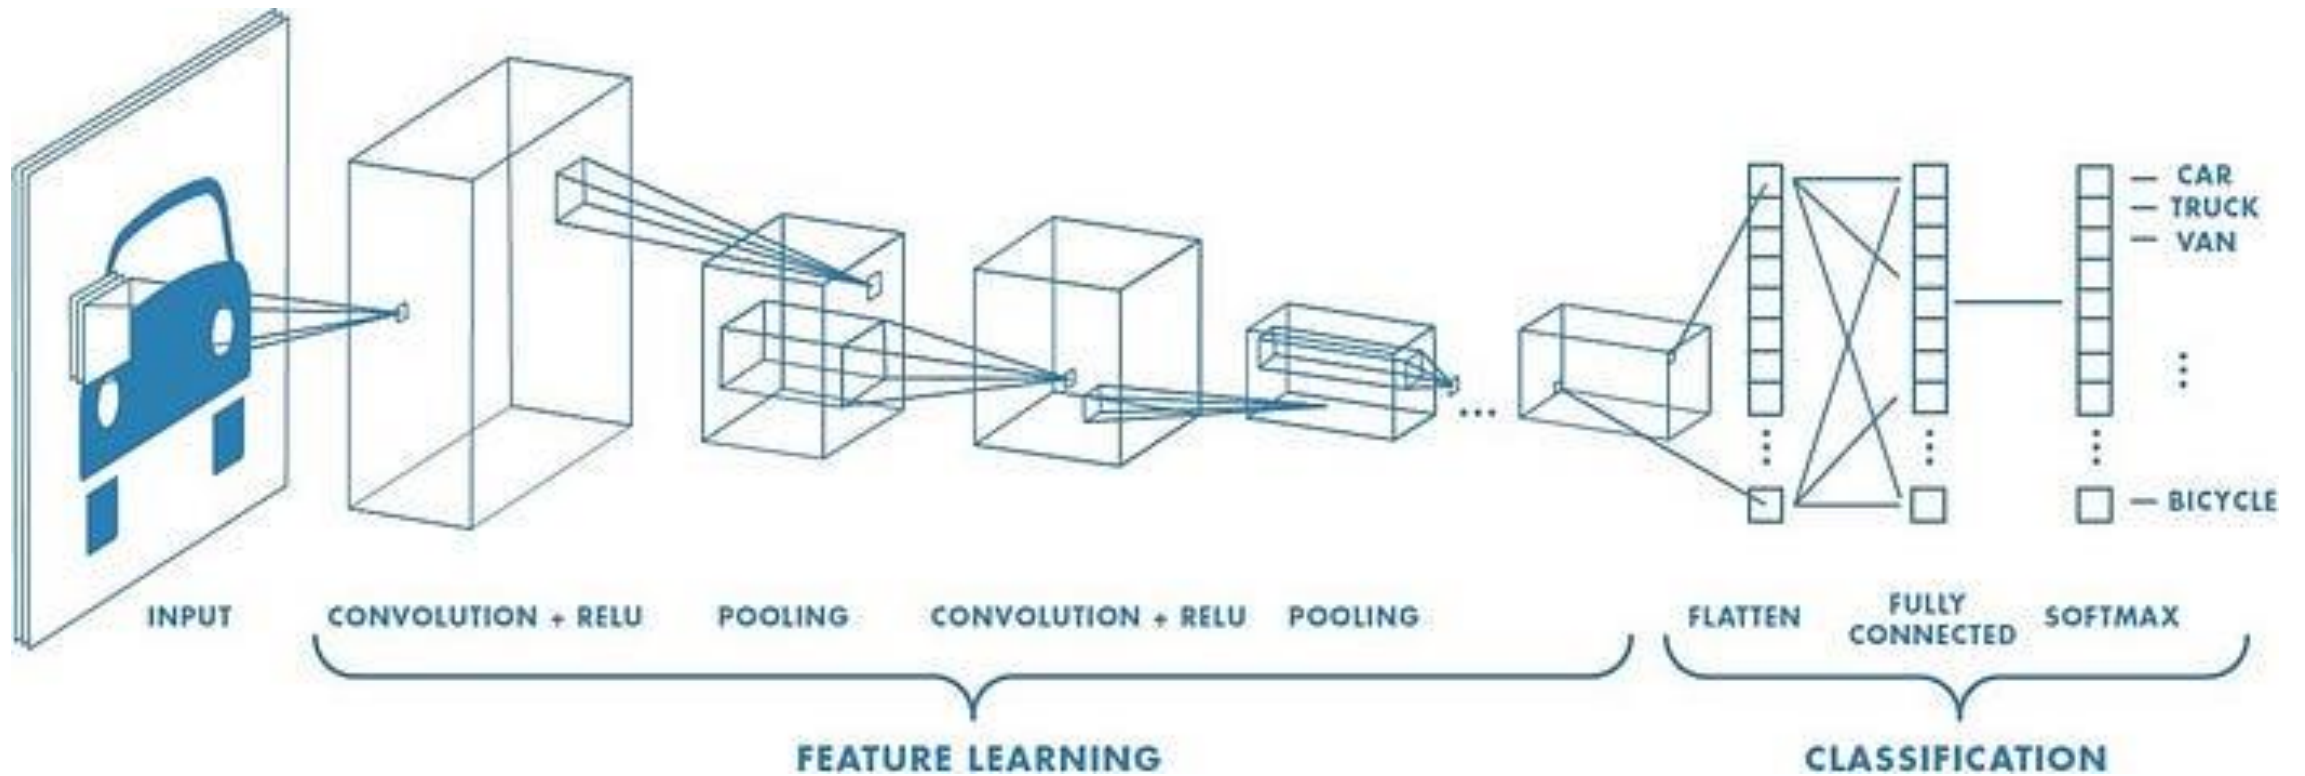 CAR
TRUCK
VAN
BICYCLE
INPUT
CONVOLUTION + RELU
POOLING
CONVOLUTION + RELU
POOLING
FLATTEN
FULLY
CONNECTED
SOFTMAX
FEATURE LEARNING
CLASSIFICATION